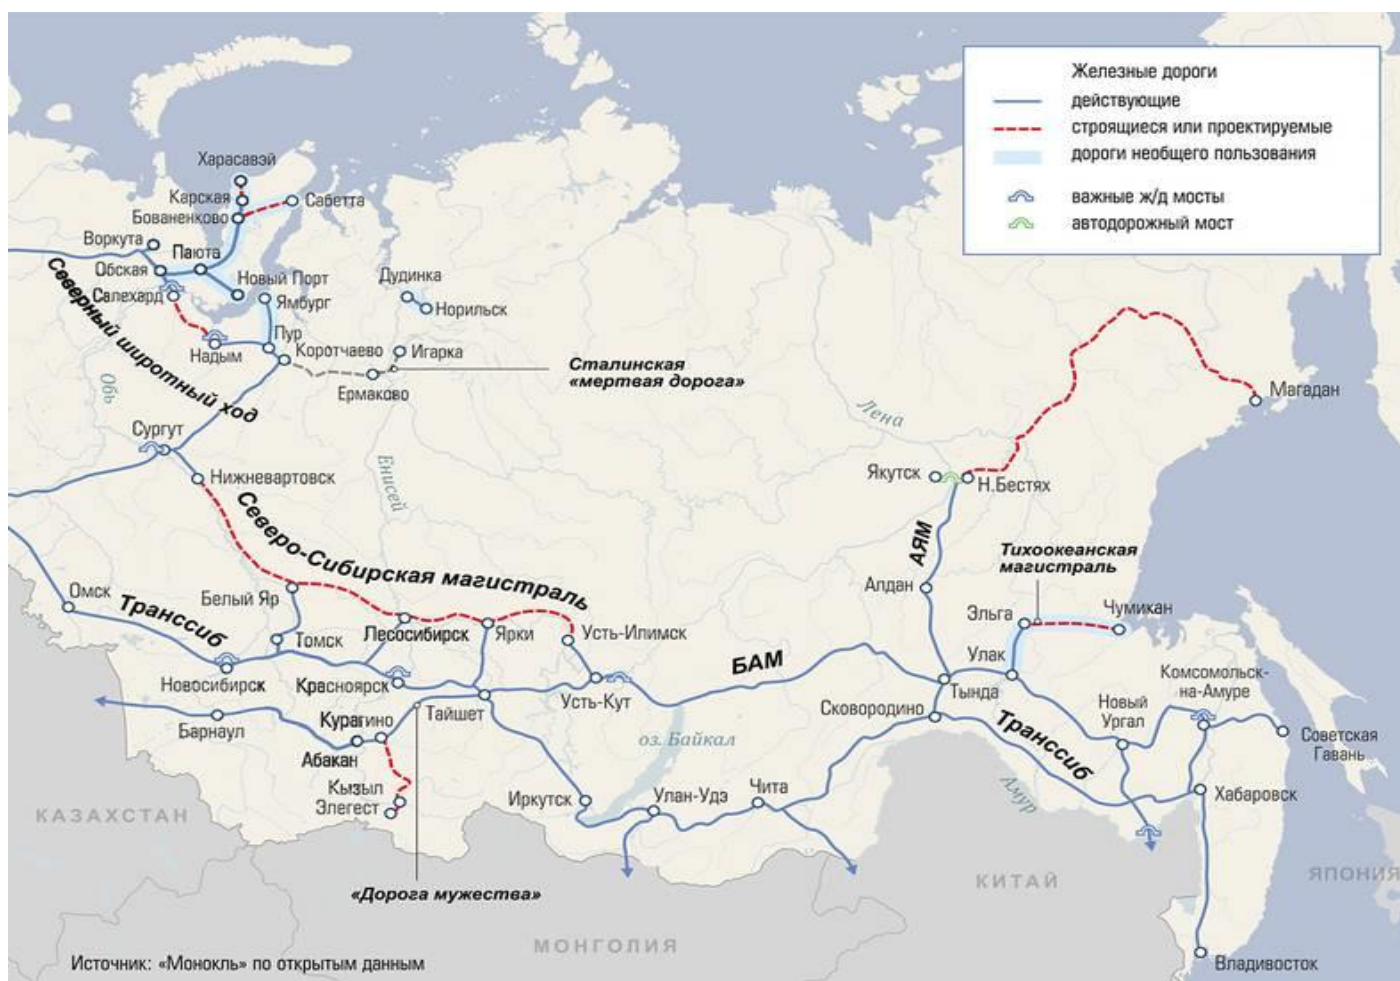 Железные дороги
действующие
строящиеся или проектируемые
дороги необщего пользования
важные ж/д мосты
автодорожный мост
Харасавэй
Карская
Сабетта
Бованенково
Воркута
Паюта
Обская
Новый Порт
Дудинка
Салехард
Ямбург
Норильск
Северный широтный ход
Пур
Надым
Коротчаево
Игарка
Сталинская
«мертвая дорога»
Ермаково
Обь
Магадан
Лена
Сургут
Енисей
Якутск
Н.Бестях
Нижневартовск
Северо-Сибирская магистраль
АЯМ
Тихоокеанская
магистраль
Алдан
Омск
Белый Яр
Эльга
Чумикан
Транссиб
Томск
Лесосибирск
Ярки
Усть-Илимск
Улак
БАМ
Новосибирск
Красноярск
Усть-Кут
Тында
Комсомольск-
на-Амуре
Тайшет
Сковородино
Новый
Ургал
Барнаул
Курагино
Абакан
оз. Байкал
Транссиб
Советская
Гавань
Кызыл
Элегест
Иркутск
Улан-Удэ
Чита
Амур
Хабаровск
КАЗАХСТАН
«Дорога мужества»
КИТАЙ
ЯПОНИЯ
МОНГОЛИЯ
Владивосток
Источник: «Монокль» по открытым данным